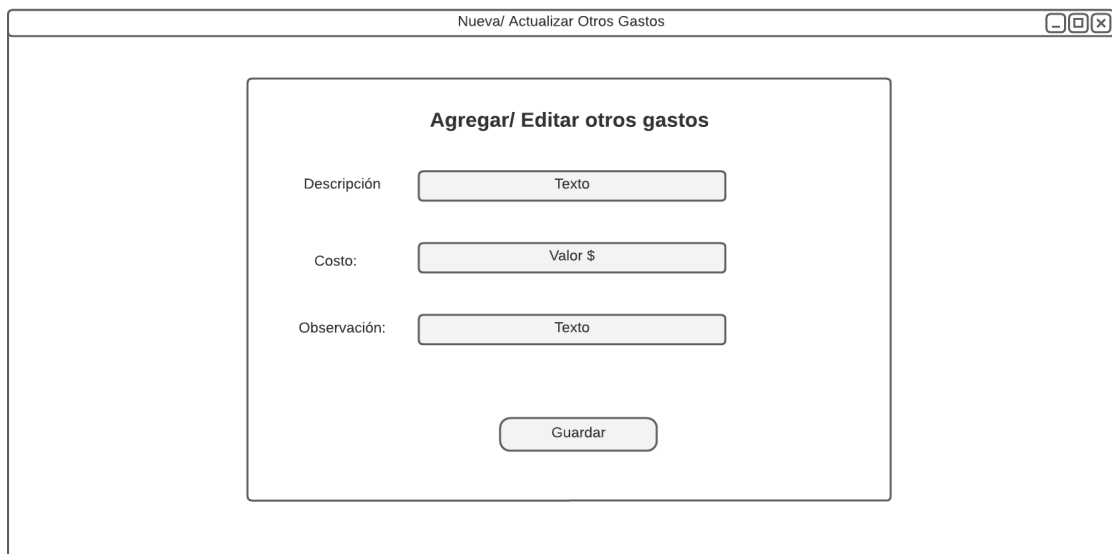 Nueva/ Actualizar Otros Gastos
Agregar/ Editar otros gastos
Descripción Texto
Costo: Valor $
Observación: Texto
Guardar